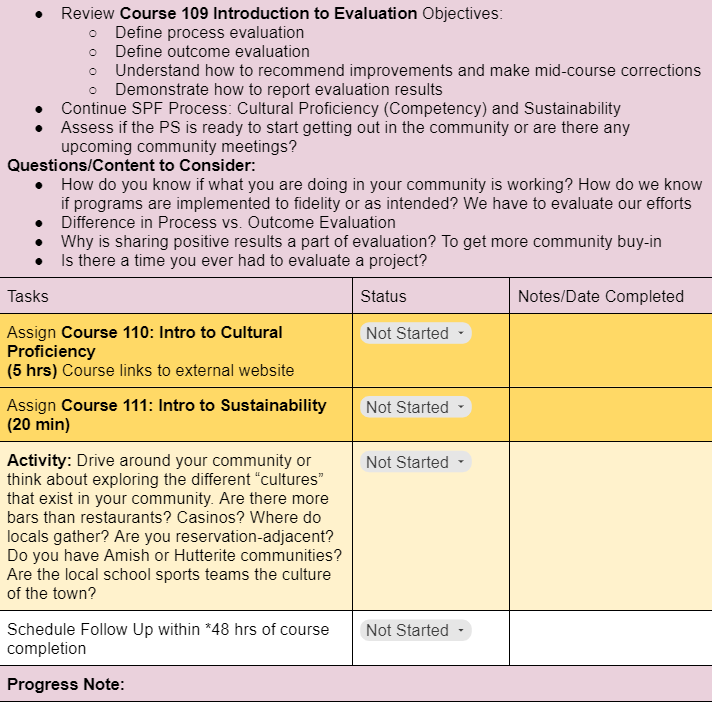 ● Review Course 109 Introduction to Evaluation Objectives:
○ Define process evaluation
○ Define outcome evaluation
○ Understand how to recommend improvements and make mid-course corrections
○ Demonstrate how to report evaluation results
● Continue SPF Process: Cultural Proficiency (Competency) and Sustainability
● Assess if the PS is ready to start getting out in the community or are there any
upcoming community meetings?
Questions/Content to Consider:
● How do you know if what you are doing in your community is working? How do we know
if programs are implemented to fidelity or as intended? We have to evaluate our efforts
● Difference in Process vs. Outcome Evaluation
● Why is sharing positive results a part of evaluation? To get more community buy-in
● Is there a time you ever had to evaluate a project?
Tasks
Status
Notes/Date Completed
Assign Course 110: Intro to Cultural
Proficiency
(5 hrs) Course links to external website
Not Started
Assign Course 111: Intro to Sustainability
(20 min)
Not Started
Activity: Drive around your community or
think about exploring the different “cultures”
that exist in your community. Are there more
bars than restaurants? Casinos? Where do
locals gather? Are you reservation-adjacent?
Do you have Amish or Hutterite communities?
Are the local school sports teams the culture
of the town?
Not Started
Schedule Follow Up within *48 hrs of course
completion
Not Started
Progress Note: